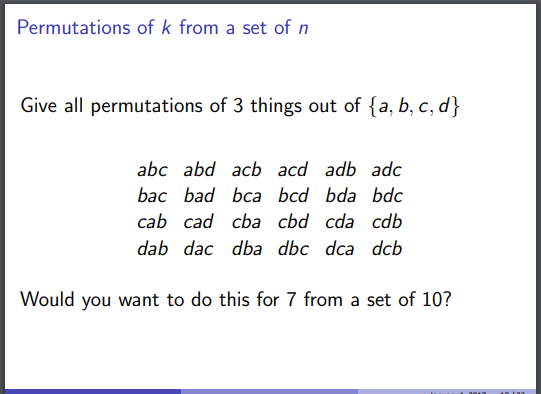 Permutations of k from a set of n
Give all permutations of 3 things out of {a, b, c, d}
abc abd acb acd adb adc
bac bad bca bcd bda bdc
cab cad cba cbd cda cdb
dab dac dba dbc dca dcb
Would you want to do this for 7 from a set of 10?